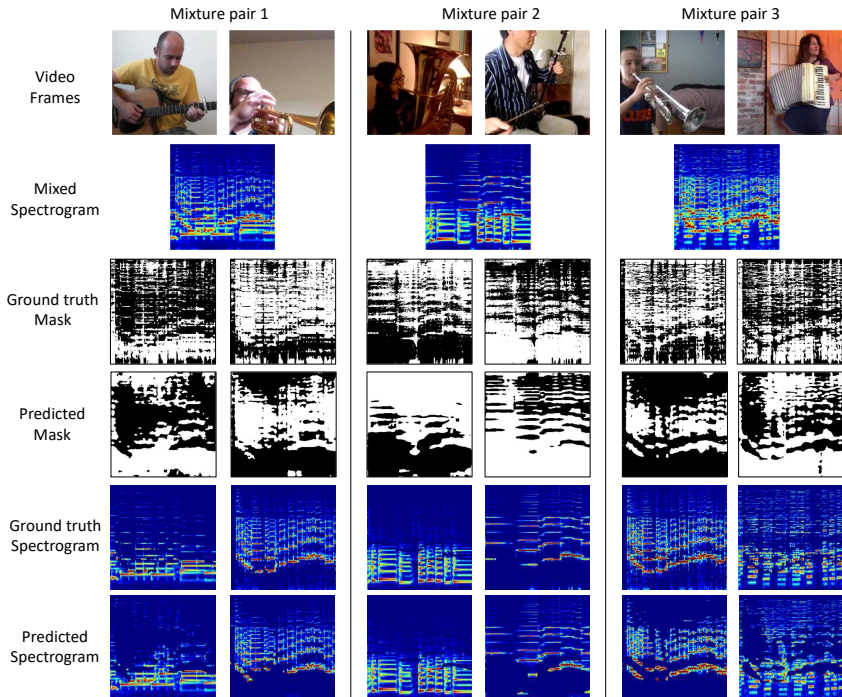 Mixture pair 1
Mixture pair 2
Mixture pair 3
Video
Frames
Mixed
Spectrogram
Ground truth
Mask
Predicted
Mask
Ground truth
Spectrogram
Predicted
Spectrogram